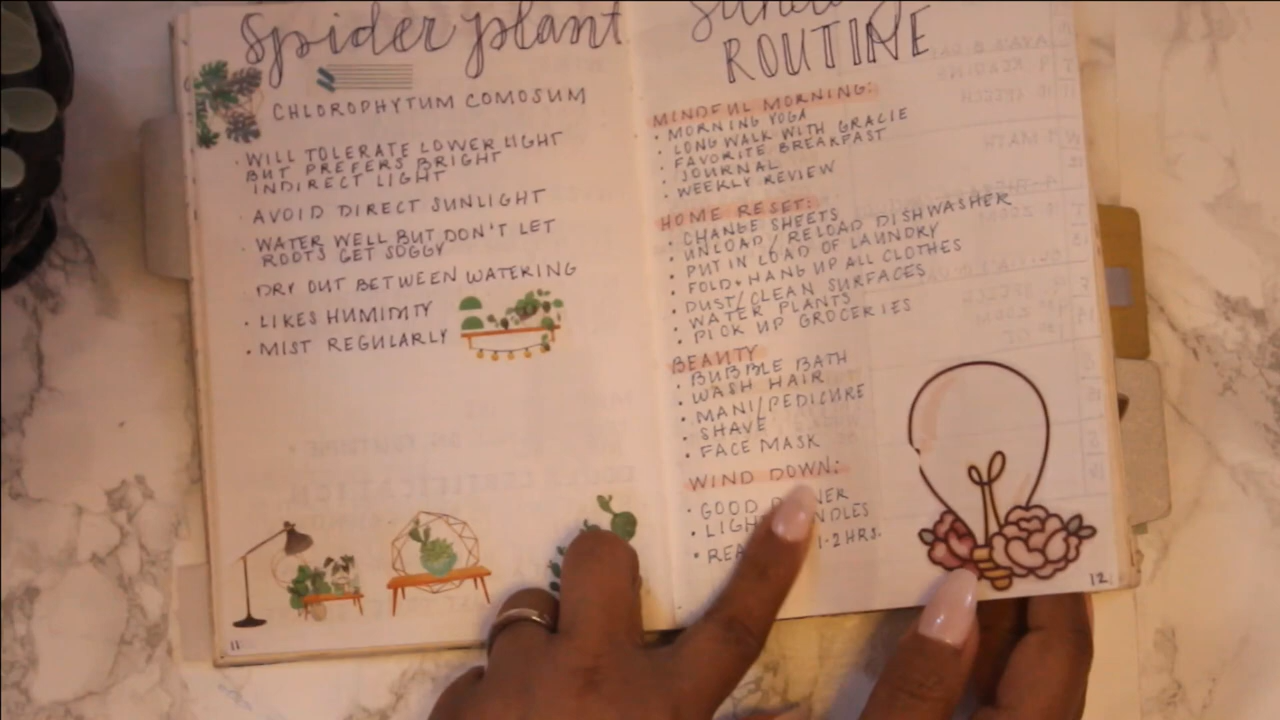 Spider plant
CHLOROPHYTUM COMOSUM
• WILL TOLERATE LOWER LIGHT
BUT PREFERS BRIGHT
INDIRECT LIGHT
• AVOID DIRECT SUNLIGHT
• WATER WELL BUT DON'T LET
ROOTS GET SOGGY
DRY OUT BETWEEN WATERING
• LIKES HUMIDITY
• MIST REGULARLY
11
ROUTINE
MINDFUL MORNING:
• MORNING YOGA
• LONG WALK WITH GRACIE
• FAVORITE BREAKFAST
• JOURNAL
• WEEKLY REVIEW
HOME RESET:
• CHANGE SHEETS
• UNLOAD/RELOAD DISHWASHER
• PUT IN LOAD OF LAUNDRY
• FOLD + HANG UP ALL CLOTHES
• DUST/CLEAN SURFACES
• WATER PLANTS
• PICK UP GROCERIES
BEAUTY
• BUBBLE BATH
• WASH HAIR
• MANI/PEDICURE
• SHAVE
• FACE MASK
WIND DOWN:
• GOOD
• LIGHT
• 1-2 HRS.
12